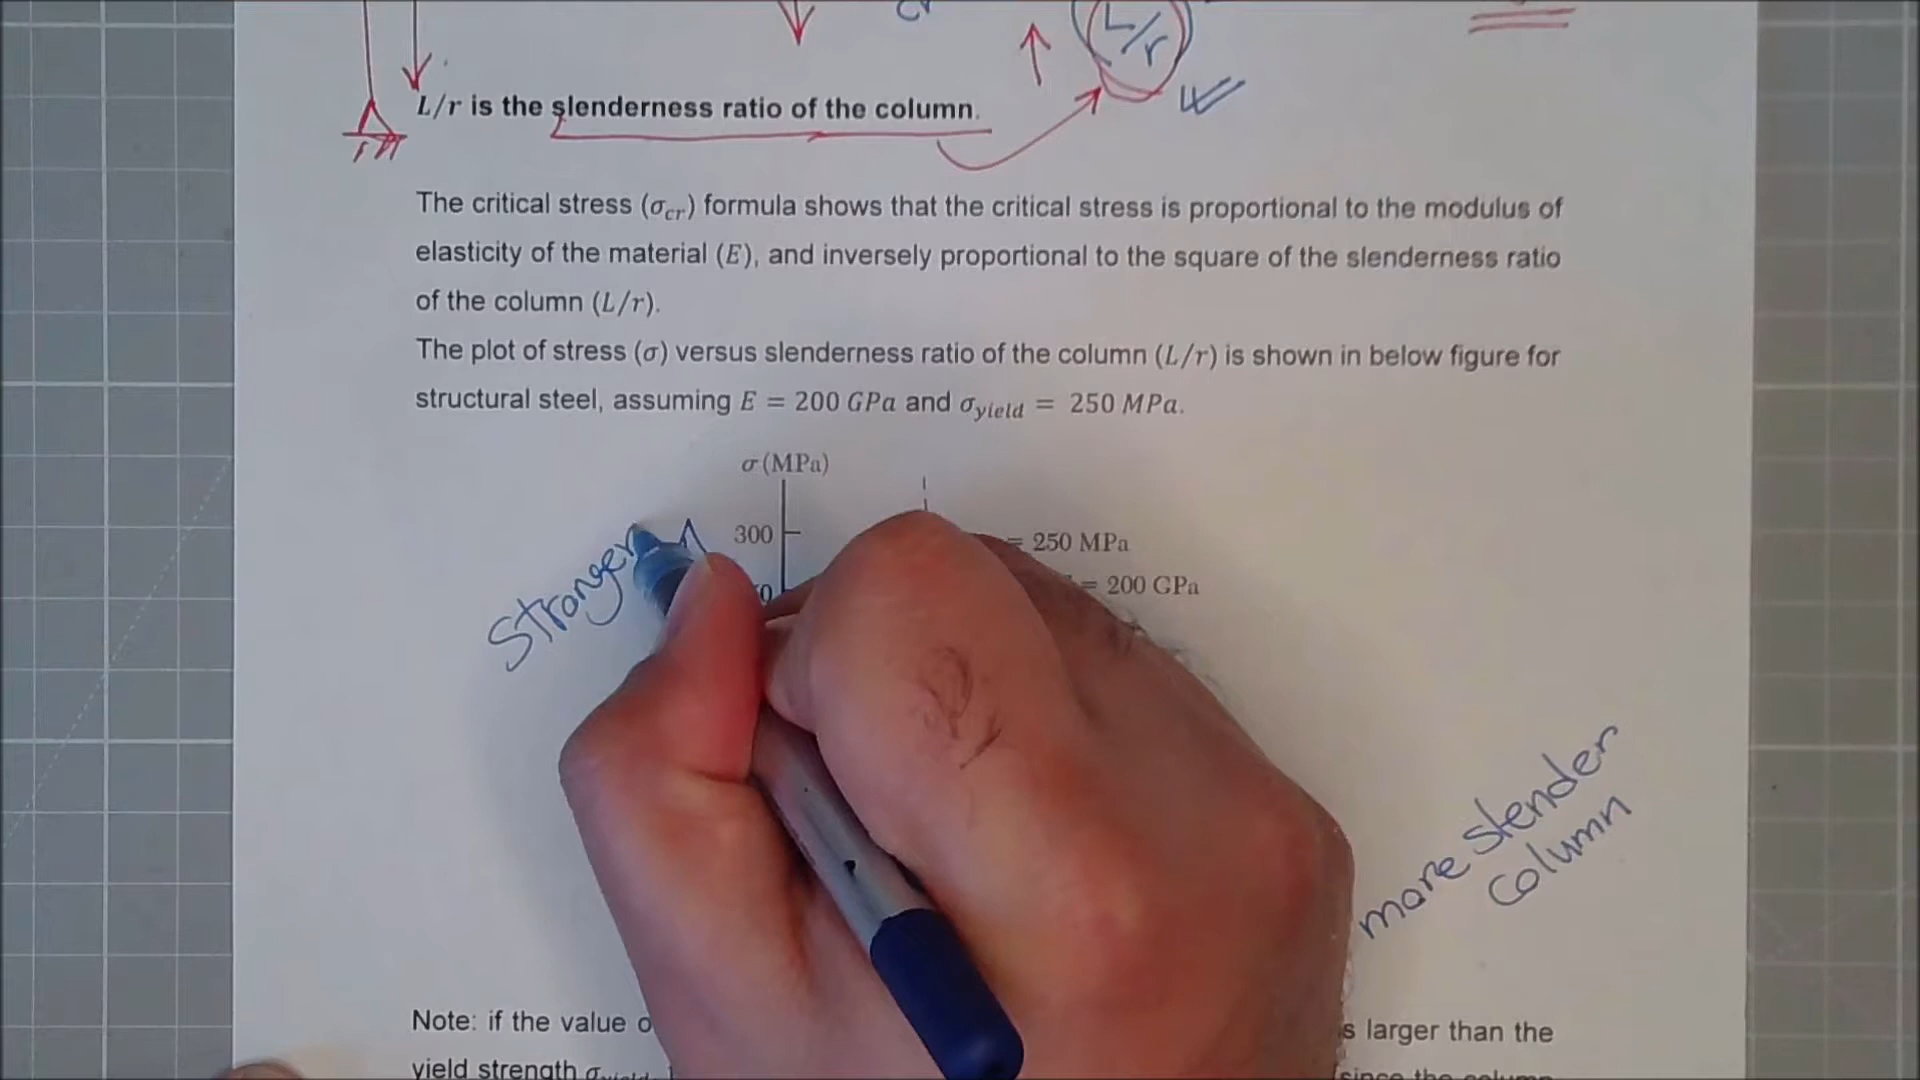 L/r
L/r is the slenderness ratio of the column.
The critical stress (σcr) formula shows that the critical stress is proportional to the modulus of
elasticity of the material (E), and inversely proportional to the square of the slenderness ratio
of the column (L/r).
The plot of stress (σ) versus slenderness ratio of the column (L/r) is shown in below figure for
structural steel, assuming E = 200 GPa and σyield = 250 MPa.
σ (MPa)
300
= 250 MPa
= 200 GPa
Stronger
more slender
column
Note: if the value
larger than the
yield strength σyield
since the column